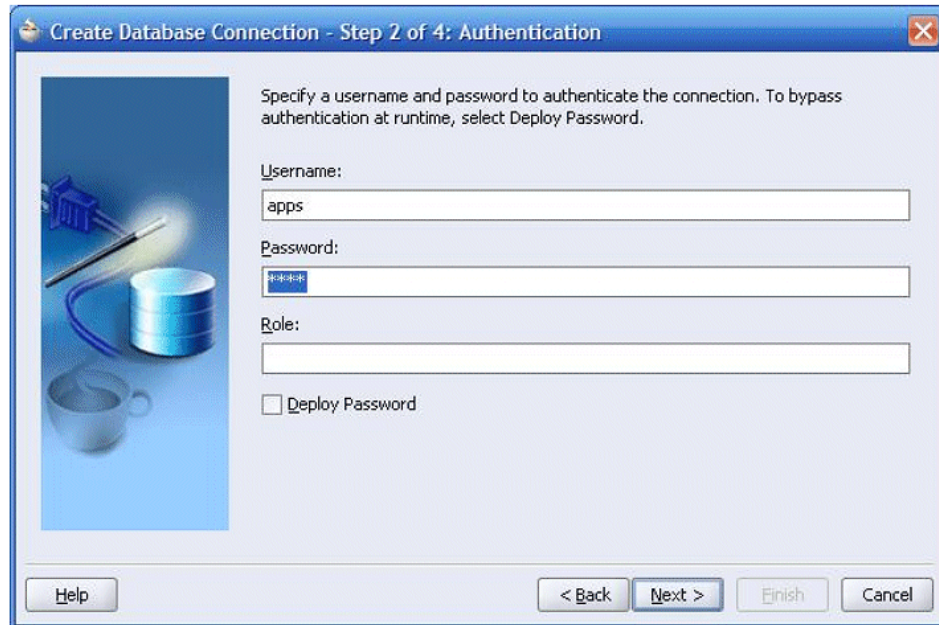 Create Database Connection - Step 2 of 4: Authentication
Specify a username and password to authenticate the connection. To bypass
authentication at runtime, select Deploy Password.
Username:
apps
Password:
****
Role:
Deploy Password
Help
< Back
Next >
Finish
Cancel